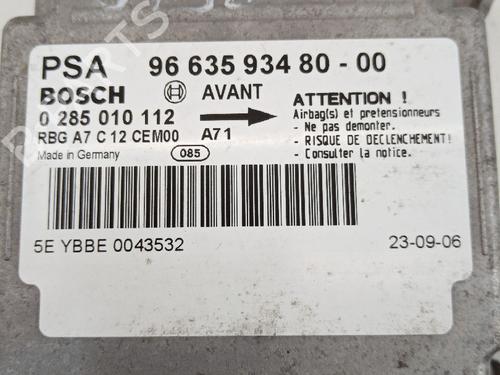 PSA 96 635 934 80 - 00
BOSCH AVANT
0 285 010 112
RBG A7 C 12 CEM00 A71
Made in Germany 085
ATTENTION !
Airbag(s) et pretensionneurs
- Ne pas demonter.
- RISQUE DE DECLENCHEMENT!
- Consulter la notice.
5E YBBE 0043532
23-09-06